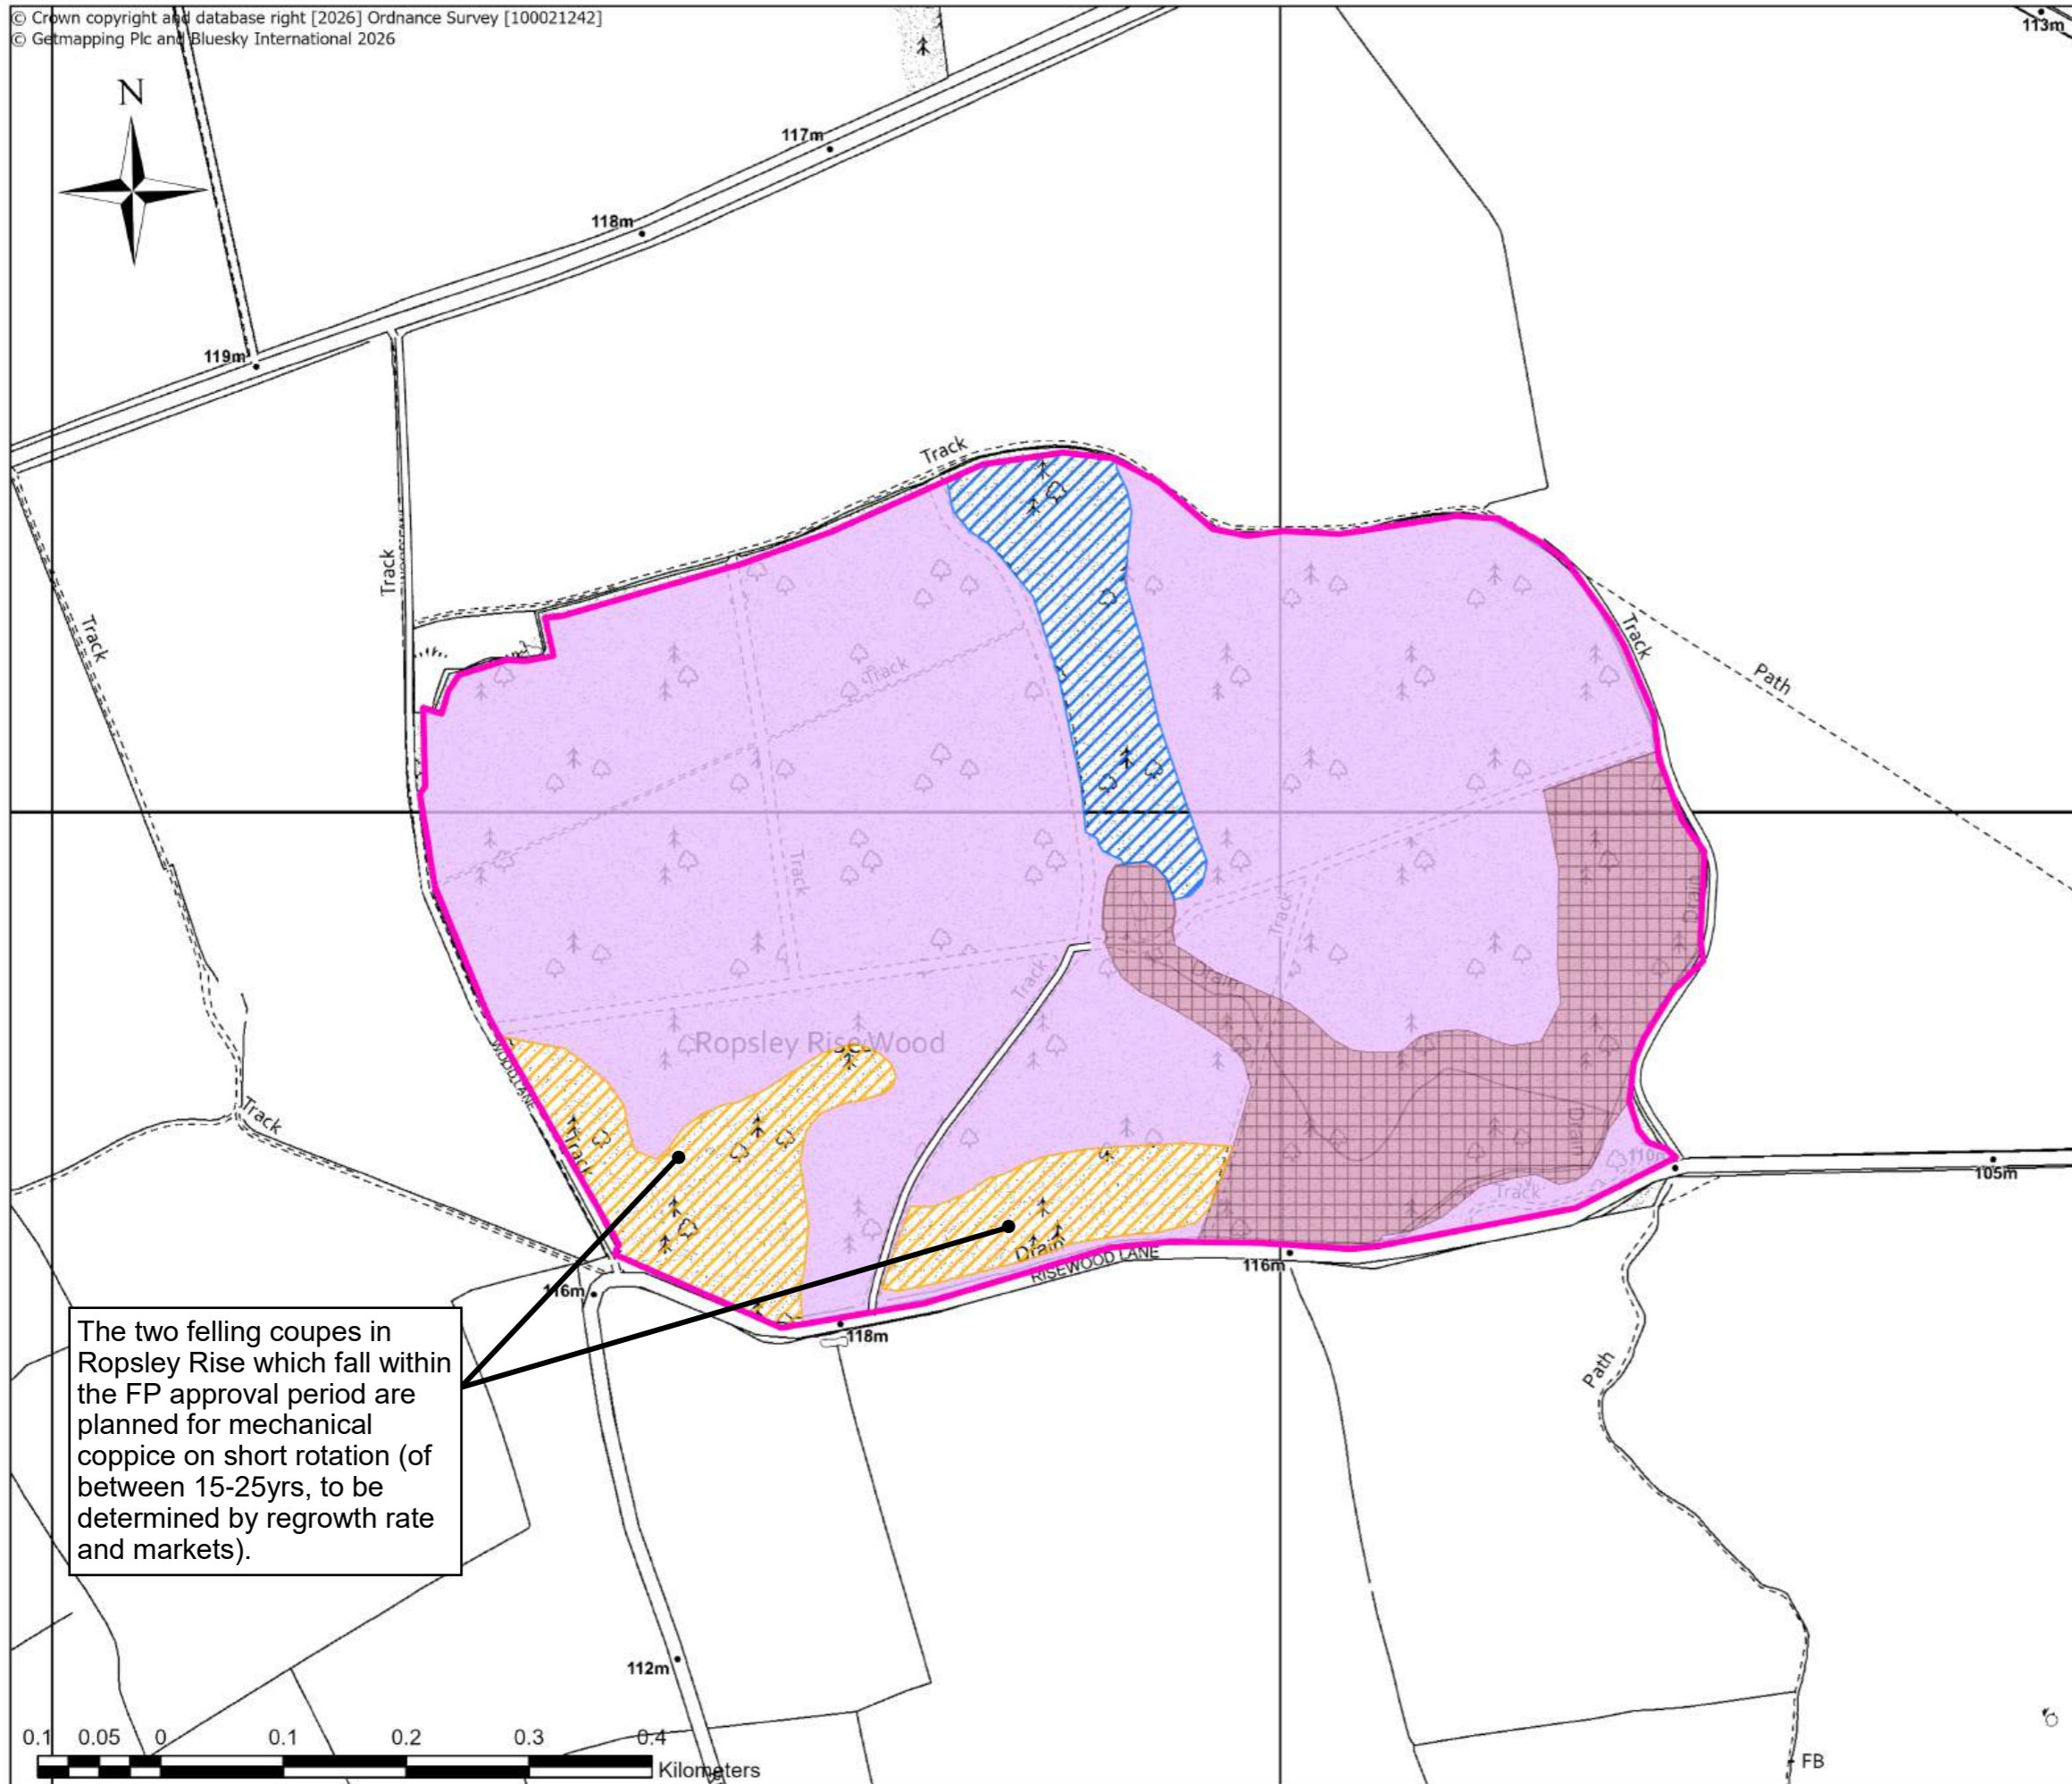 © Crown copyright and database right [2026] Ordnance Survey [100021242]
© Getmapping Plc and Bluesky International 2026
113m
N
117m
118m
119m
Track
Track
Track
Track
Path
Track
Track
Drain
Track
Drain
Track
Ropsley Rise Wood
WOOD LANE
Track
Track
Drain
110m
105m
Track
Drain
RISEWOOD LANE
116m
116m
118m
The two felling coupes in
Ropsley Rise which fall within
the FP approval period are
planned for mechanical
coppice on short rotation (of
between 15-25yrs, to be
determined by regrowth rate
and markets).
Path
112m
0.1 0.05 0 0.1 0.2 0.3 0.4
Kilometers
FB